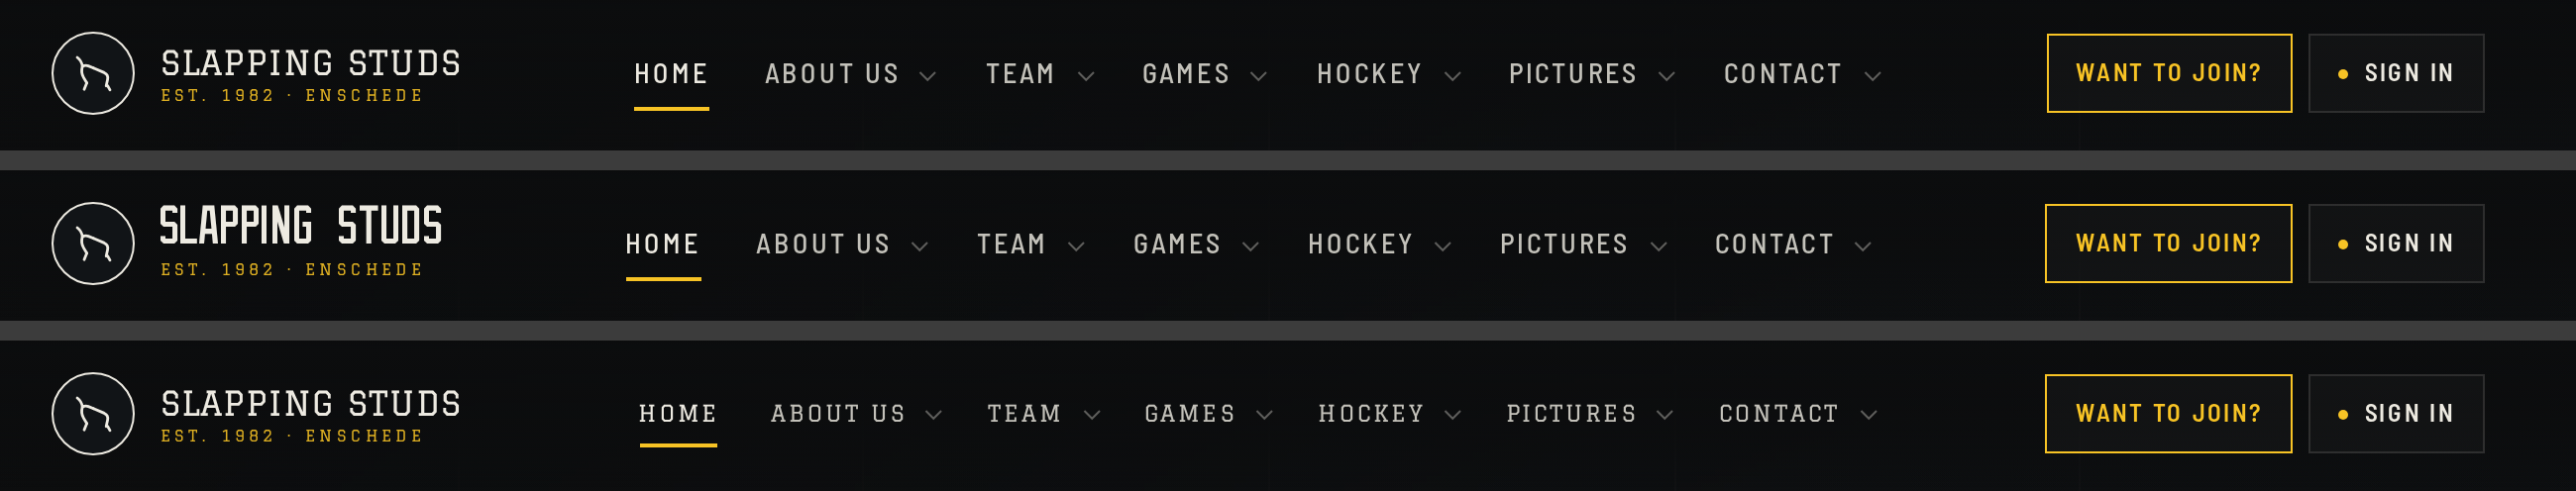 SLAPPING STUDS
EST. 1982 · ENSCHEDE
HOME ABOUT US TEAM GAMES HOCKEY PICTURES CONTACT WANT TO JOIN? SIGN IN
SLAPPING STUDS
EST. 1982 · ENSCHEDE
HOME ABOUT US TEAM GAMES HOCKEY PICTURES CONTACT WANT TO JOIN? SIGN IN
SLAPPING STUDS
EST. 1982 · ENSCHEDE
HOME ABOUT US TEAM GAMES HOCKEY PICTURES CONTACT WANT TO JOIN? SIGN IN